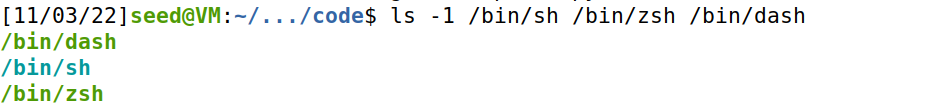 [11/03/22]seed@VM:~/.../code$ ls -1 /bin/sh /bin/zsh /bin/dash
/bin/dash
/bin/sh
/bin/zsh